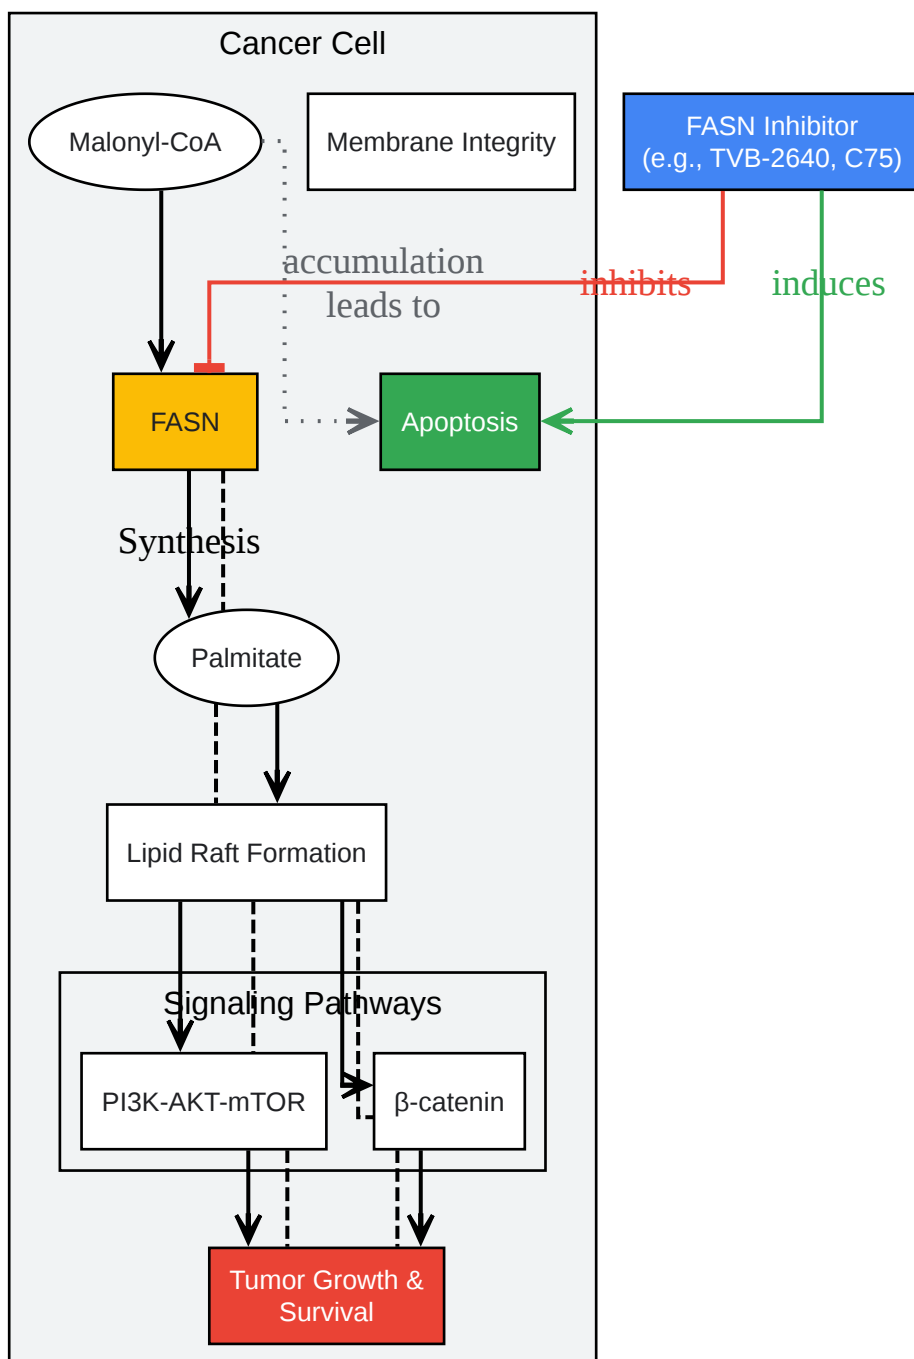 Cancer Cell
Malonyl-CoA
Membrane Integrity
FASN Inhibitor
(e.g., TVB-2640, C75)
accumulation
leads to
inhibits
induces
FASN
Apoptosis
Synthesis
Palmitate
Lipid Raft Formation
Signaling Pathways
PI3K-AKT-mTOR
β-catenin
Tumor Growth &
Survival